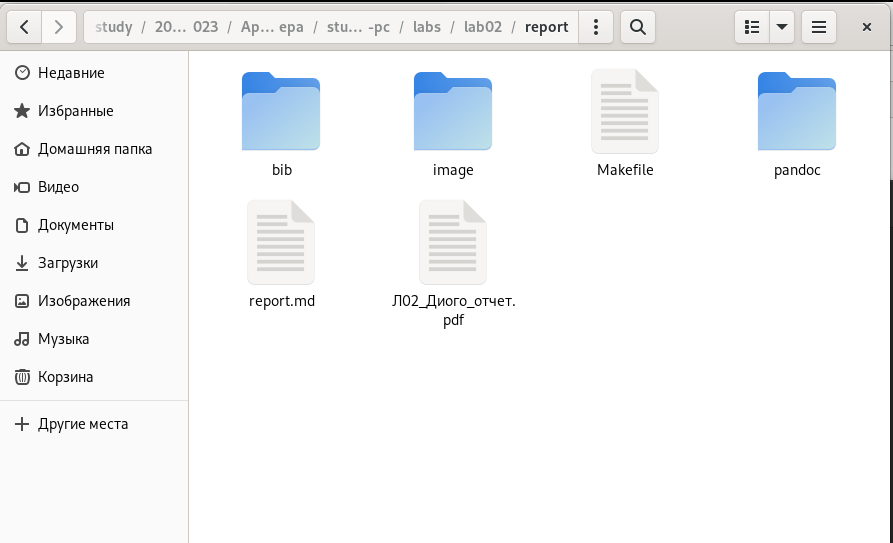 study / 20... 023 / Ap... ера / stu... -pc / labs / lab02 / report
Недавние
Избранные
Домашняя папка
Видео
Документы
Загрузки
Изображения
Музыка
Корзина
Другие места
bib
image
Makefile
pandoc
report.md
Л02_Диого_отчет.
pdf